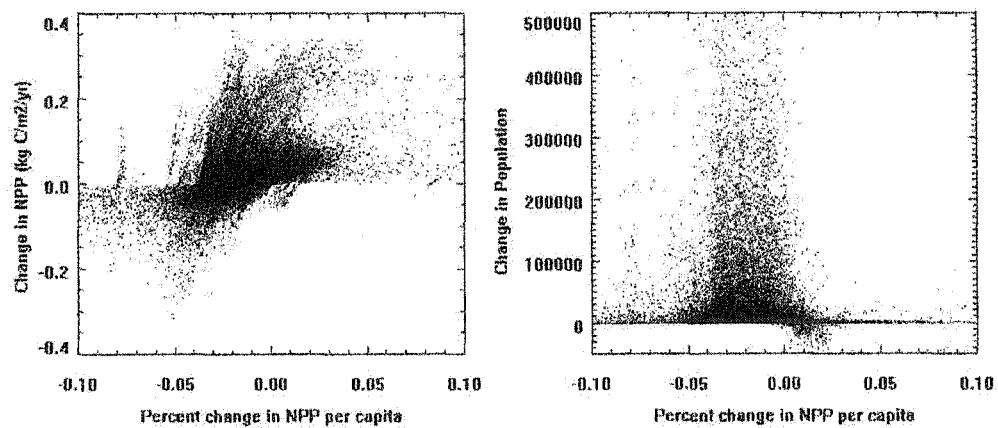 0.4
0.2
0.0
-0.2
-0.4
Change in NPP (kg C/m2/yr)
-0.10 -0.05 0.00 0.05 0.10
Percent change in NPP per capita
500000
400000
300000
200000
100000
0
Change in Population
-0.10 -0.05 0.00 0.05 0.10
Percent change in NPP per capita